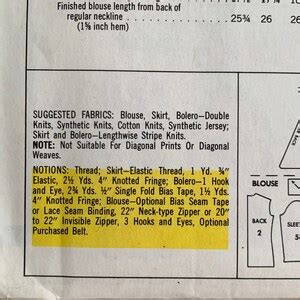 Finished blouse length from back of
regular neckline
25¾ 26 26
(1⅝ inch hem)
SUGGESTED FABRICS: Blouse, Skirt, Bolero—Double
Knits, Synthetic Knits, Cotton Knits, Synthetic Jersey;
Skirt and Bolero—Lengthwise Stripe Knits.
NOTE: Not Suitable For Diagonal Prints Or Diagonal
Weaves.
NOTIONS: Thread; Skirt—Elastic Thread, 1 Yd. ¾"
Elastic, 2½ Yds. 4" Knotted Fringe; Bolero—1 Hook
and Eye, 2¾ Yds. ½" Single Fold Bias Tape, 1½ Yds.
4" Knotted Fringe; Blouse—Optional Bias Seam Tape
or Lace Seam Binding, 22" Neck-type Zipper or 20"
to 22" Invisible Zipper, 3 Hooks and Eyes, Optional
Purchased Belt.
BLOUSE
BACK
2